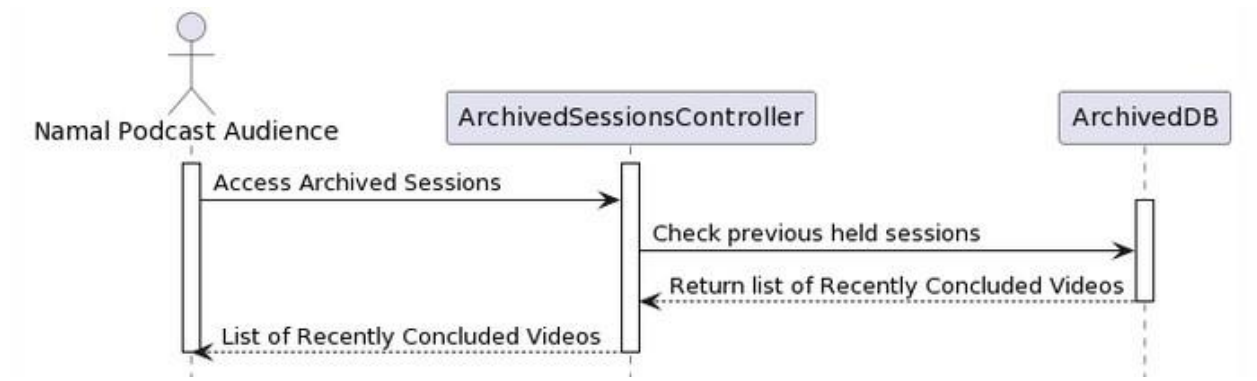 Namal Podcast Audience
ArchivedSessionsController
ArchivedDB
Access Archived Sessions
Check previous held sessions
Return list of Recently Concluded Videos
List of Recently Concluded Videos